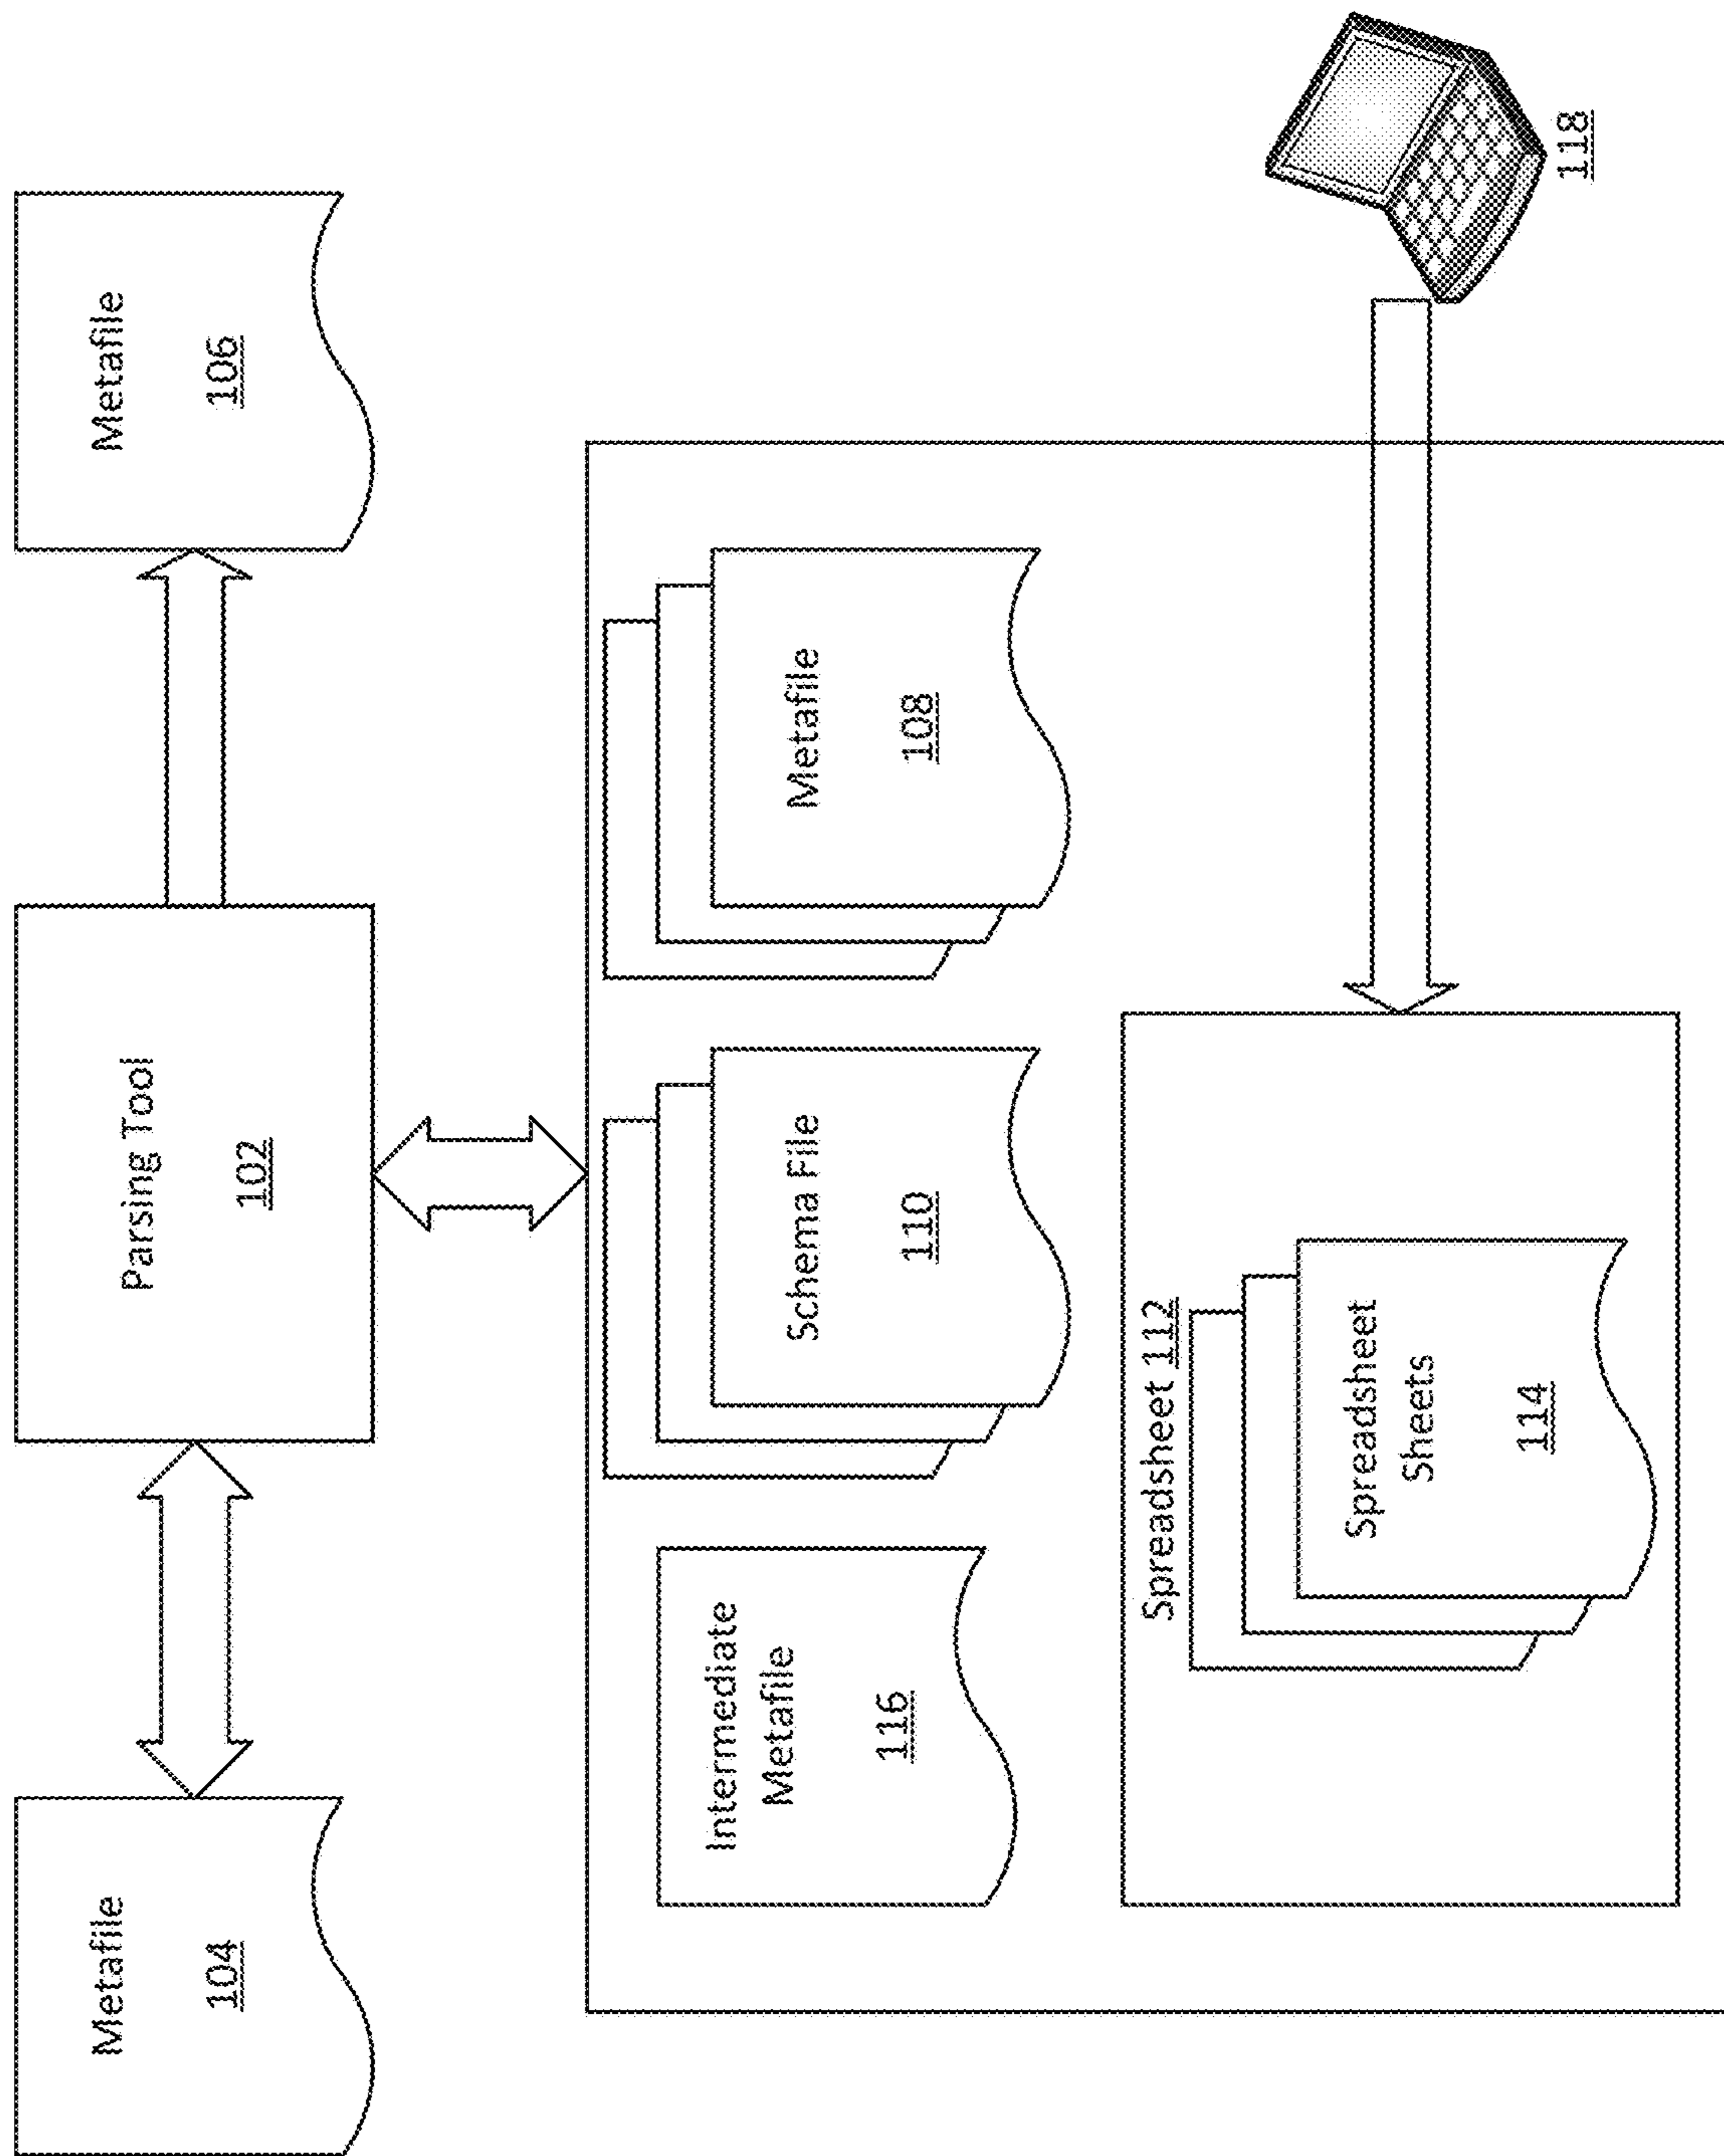 Metafile
104
Parsing Tool
102
Metafile
106
Intermediate
Metafile
116
Schema File
110
Metafile
108
Spreadsheet 112
Spreadsheet
Sheets
114
118